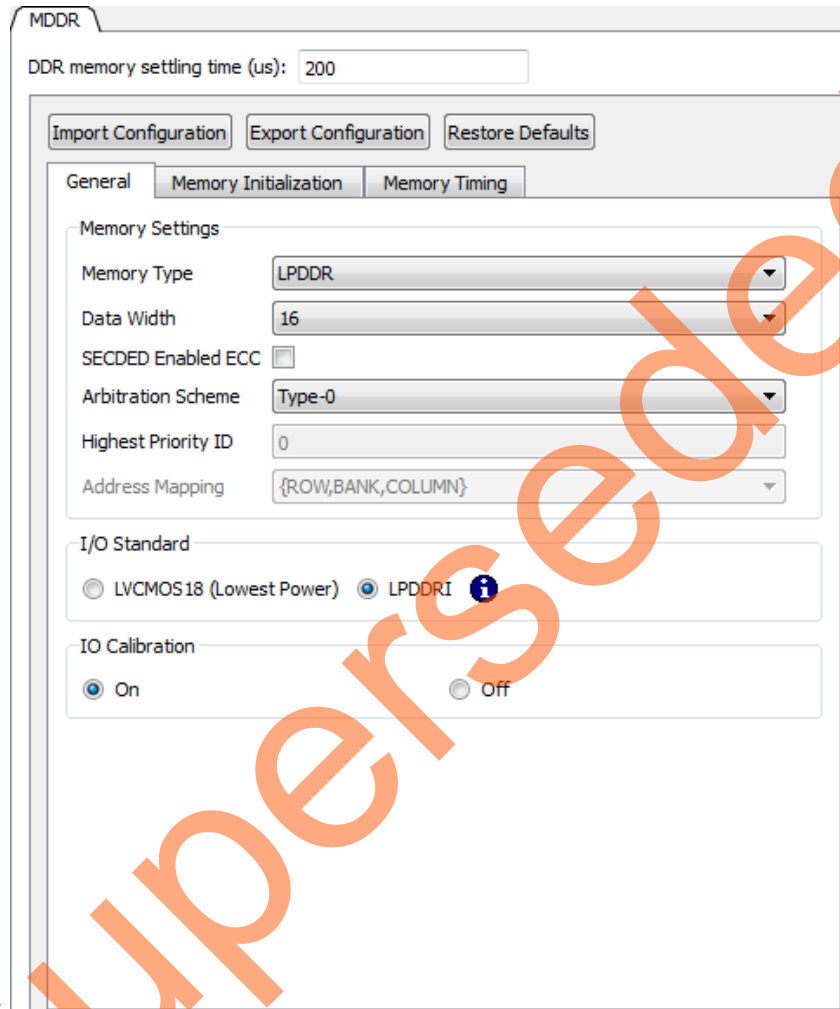 MDDR
DDR memory settling time (us): 200
Import Configuration Export Configuration Restore Defaults
General Memory Initialization Memory Timing
Memory Settings
Memory Type LPDDR
Data Width 16
SECDED Enabled ECC
Arbitration Scheme Type-0
Highest Priority ID 0
Address Mapping {ROW,BANK,COLUMN}
I/O Standard
LVCMOS18 (Lowest Power) LPDDRI
IO Calibration
On Off
upersede